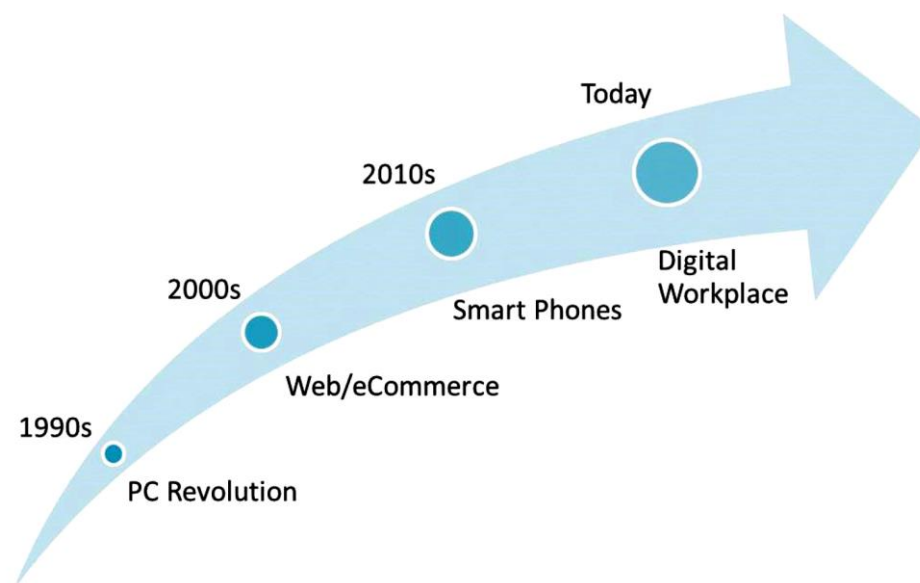 Today
2010s
2000s
1990s
Digital
Workplace
Smart Phones
Web/eCommerce
PC Revolution